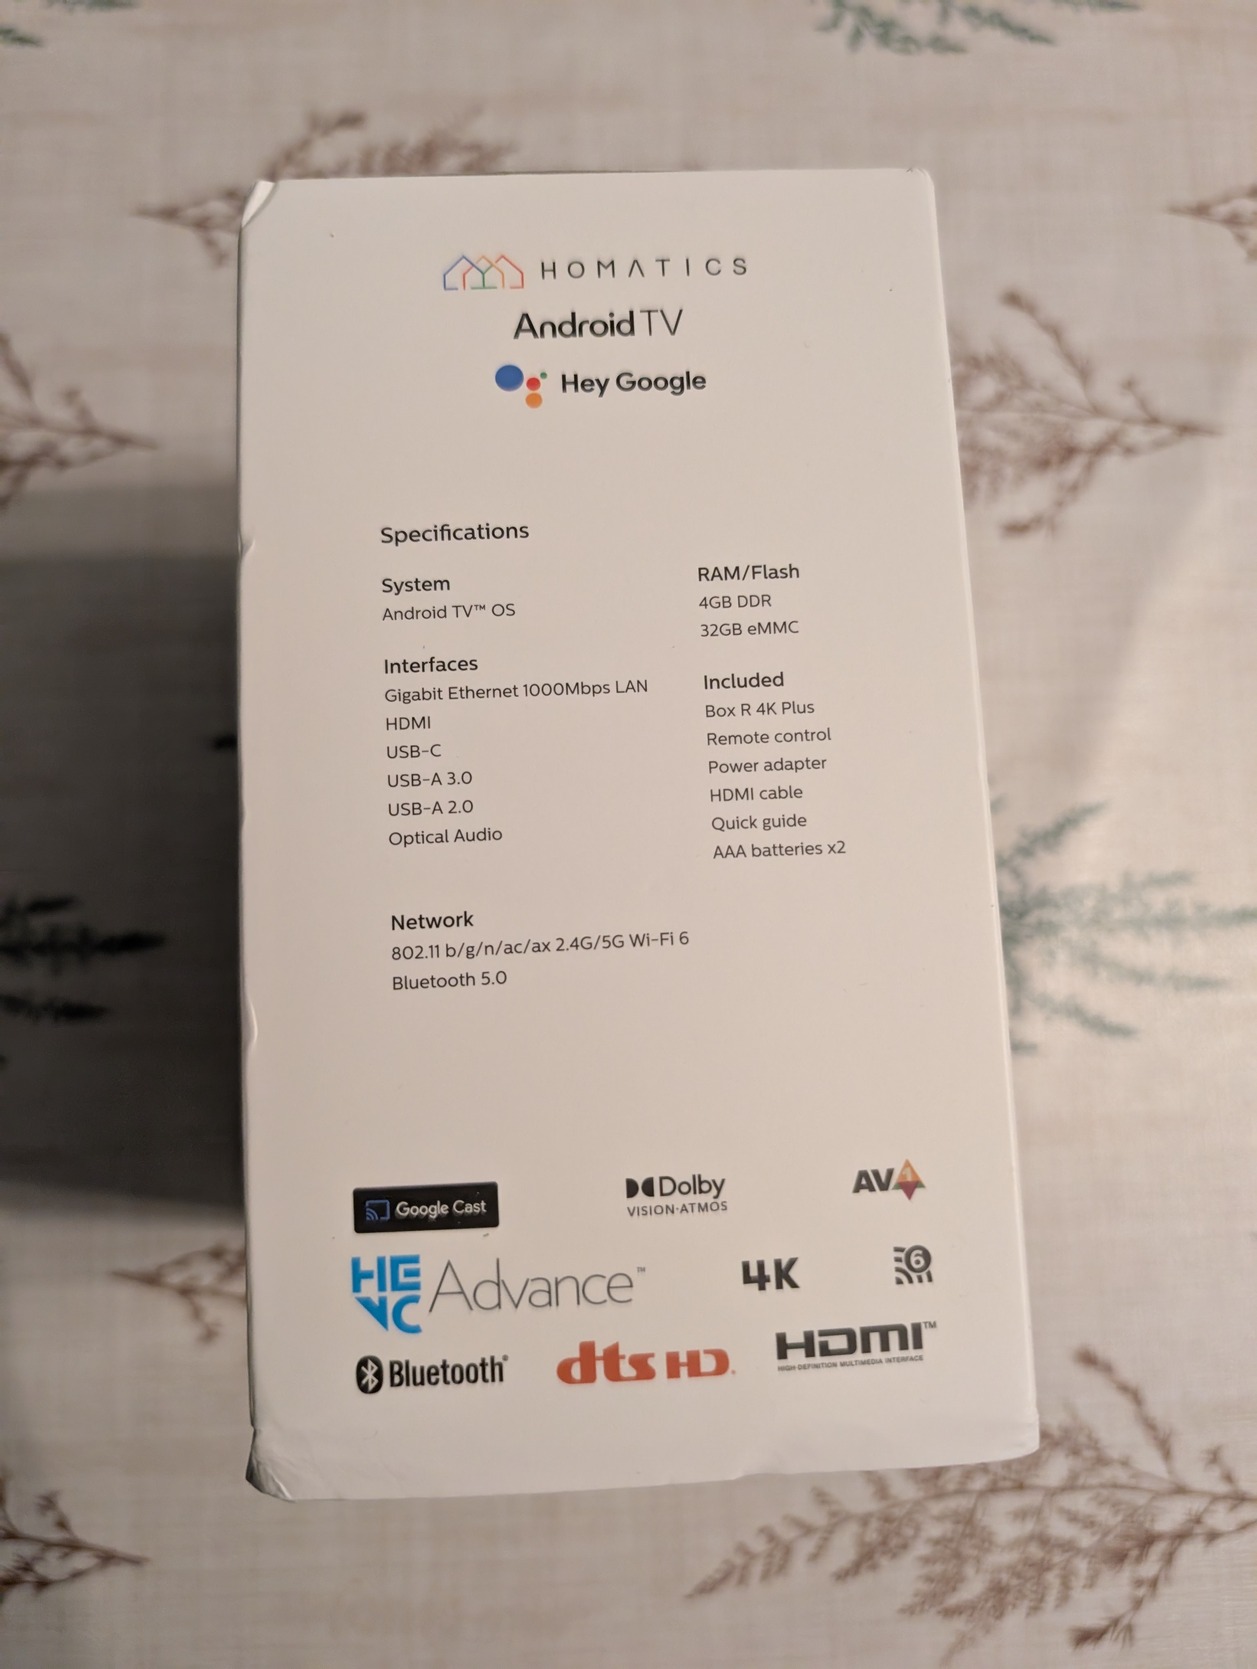 HOMATICS
Android TV
Hey Google
Specifications
System
Android TV™ OS
Interfaces
Gigabit Ethernet 1000Mbps LAN
HDMI
USB-C
USB-A 3.0
USB-A 2.0
Optical Audio
RAM/Flash
4GB DDR
32GB eMMC
Included
Box R 4K Plus
Remote control
Power adapter
HDMI cable
Quick guide
AAA batteries x2
Network
802.11 b/g/n/ac/ax 2.4G/5G Wi-Fi 6
Bluetooth 5.0
Google Cast
Dolby
VISION·ATMOS
AV1
HEVC Advance™
4K
6
Bluetooth®
dts HD®
HDMI™
HIGH-DEFINITION MULTIMEDIA INTERFACE